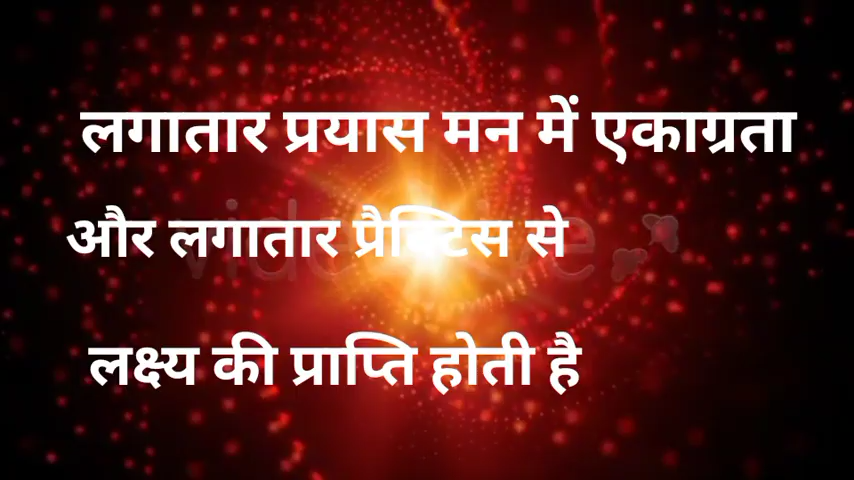 लगातार प्रयास मन में एकाग्रता
और लगातार प्रैक्टिस से
लक्ष्य की प्राप्ति होती है